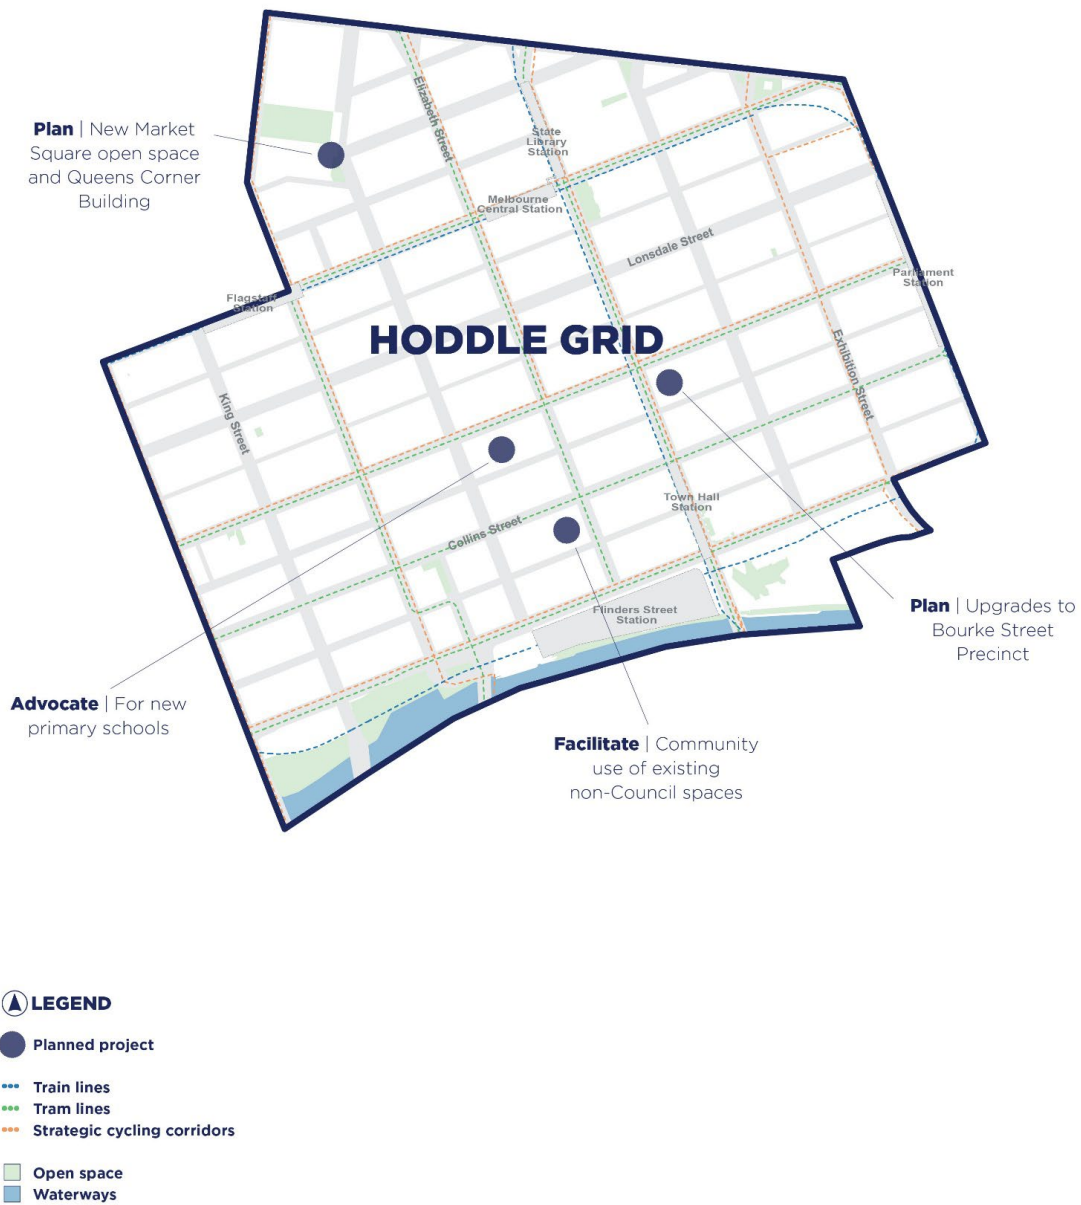 Elizabeth Street
Plan | New Market
Square open space
and Queens Corner
Building
State
Library
Station
Melbourne
Central Station
Lonsdale Street
Parliament
Station
Flagstaff
Station
HODDLE GRID
Exhibition Street
King Street
Town Hall
Station
Collins Street
Flinders Street
Station
Plan | Upgrades to
Bourke Street
Precinct
Advocate | For new
primary schools
Facilitate | Community
use of existing
non-Council spaces
LEGEND
Planned project
Train lines
Tram lines
Strategic cycling corridors
Open space
Waterways